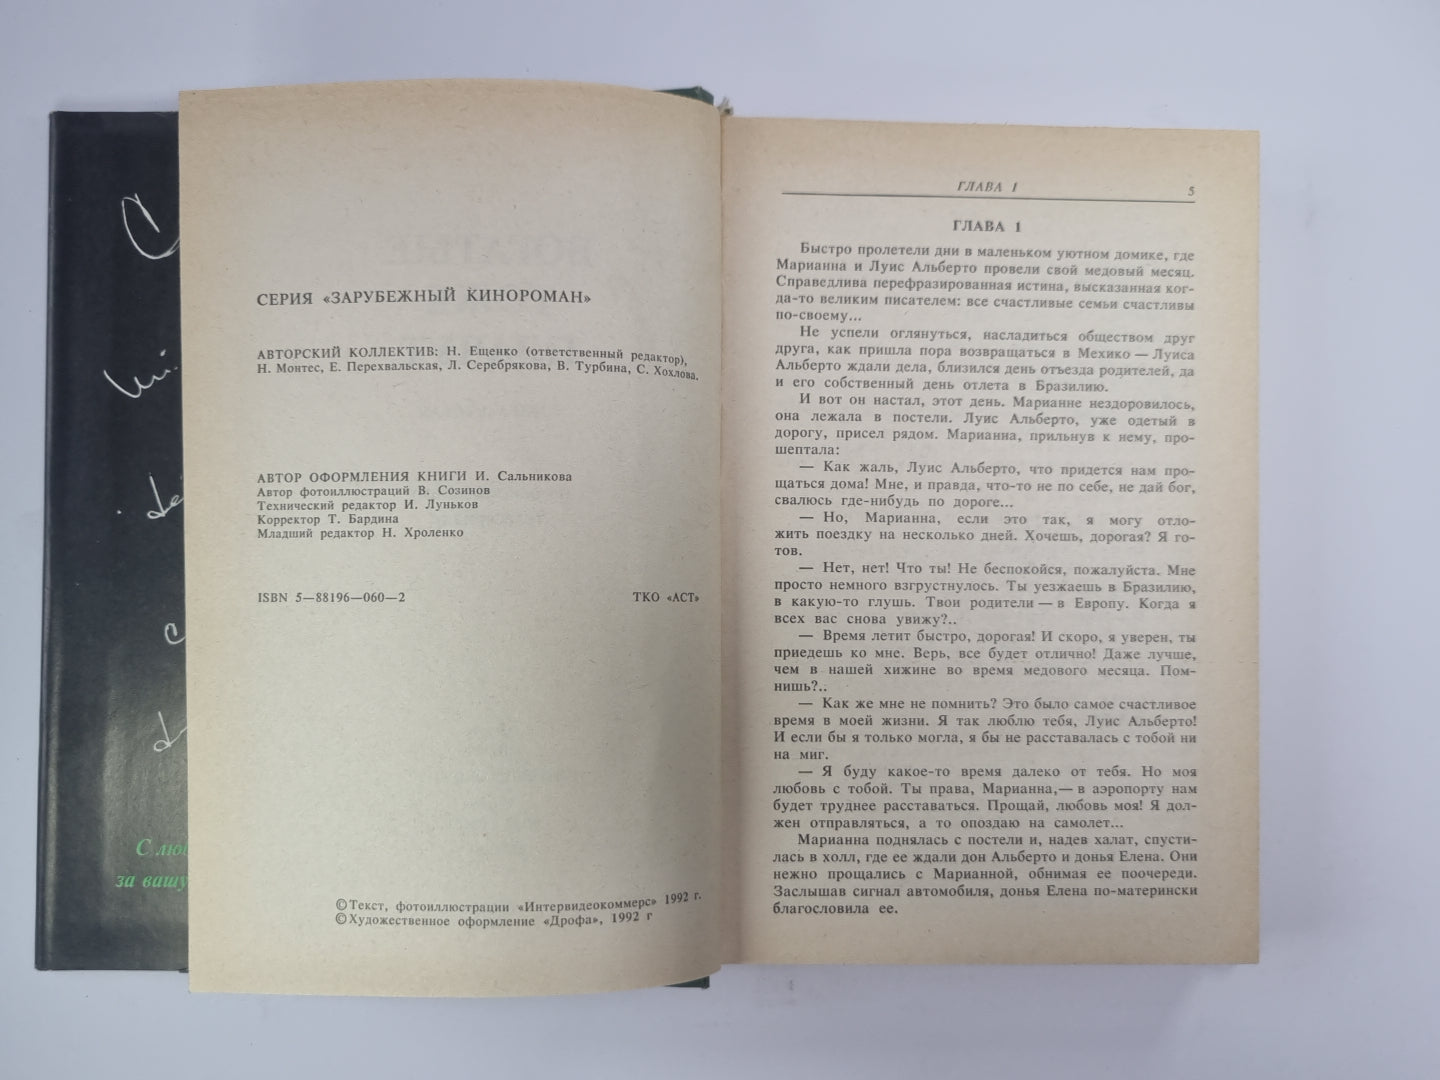 С люб
за вашу
СЕРИЯ «ЗАРУБЕЖНЫЙ КИНОРОМАН»
АВТОРСКИЙ КОЛЛЕКТИВ: Н. Ещенко (ответственный редактор),
Н. Монтес, Е. Перехвальская, Л. Серебрякова, В. Турбина, С. Хохлова.
АВТОР ОФОРМЛЕНИЯ КНИГИ И. Сальникова
Автор фотоиллюстраций В. Созинов
Технический редактор И. Луньков
Корректор Т. Бардина
Младший редактор Н. Хроленко
ISBN 5—88196—060—2 ТКО «АСТ»
©Текст, фотоиллюстрации «Интервидеокоммерс» 1992 г.
©Художественное оформление «Дрофа», 1992 г
ГЛАВА 1 5
ГЛАВА 1
Быстро пролетели дни в маленьком уютном домике, где
Марианна и Луис Альберто провели свой медовый месяц.
Справедлива перефразированная истина, высказанная ког-
да-то великим писателем: все счастливые семьи счастливы
по-своему...
Не успели оглянуться, насладиться обществом друг
друга, как пришла пора возвращаться в Мехико — Луиса
Альберто ждали дела, близился день отъезда родителей, да
и его собственный день отлета в Бразилию.
И вот он настал, этот день. Марианне нездоровилось,
она лежала в постели. Луис Альберто, уже одетый в
дорогу, присел рядом. Марианна, прильнув к нему, про-
шептала:
— Как жаль, Луис Альберто, что придется нам про-
щаться дома! Мне, и правда, что-то не по себе, не дай бог,
свалюсь где-нибудь по дороге...
— Но, Марианна, если это так, я могу отло-
жить поездку на несколько дней. Хочешь, дорогая? Я го-
тов.
— Нет, нет! Что ты! Не беспокойся, пожалуйста. Мне
просто немного взгрустнулось. Ты уезжаешь в Бразилию,
в какую-то глушь. Твои родители — в Европу. Когда я
всех вас снова увижу?..
— Время летит быстро, дорогая! И скоро, я уверен, ты
приедешь ко мне. Верь, все будет отлично! Даже лучше,
чем в нашей хижине во время медового месяца. Пом-
нишь?..
— Как же мне не помнить? Это было самое счастливое
время в моей жизни. Я так люблю тебя, Луис Альберто!
И если бы я только могла, я бы не расставалась с тобой ни
на миг.
— Я буду какое-то время далеко от тебя. Но моя
любовь с тобой. Ты права, Марианна,— в аэропорту нам
будет труднее расставаться. Прощай, любовь моя! Я дол-
жен отправляться, а то опоздаю на самолет...
Марианна поднялась с постели и, надев халат, спусти-
лась в холл, где ее ждали дон Альберто и донья Елена. Они
нежно прощались с Марианной, обнимая ее поочереди.
Заслышав сигнал автомобиля, донья Елена по-матерински
благословила ее.